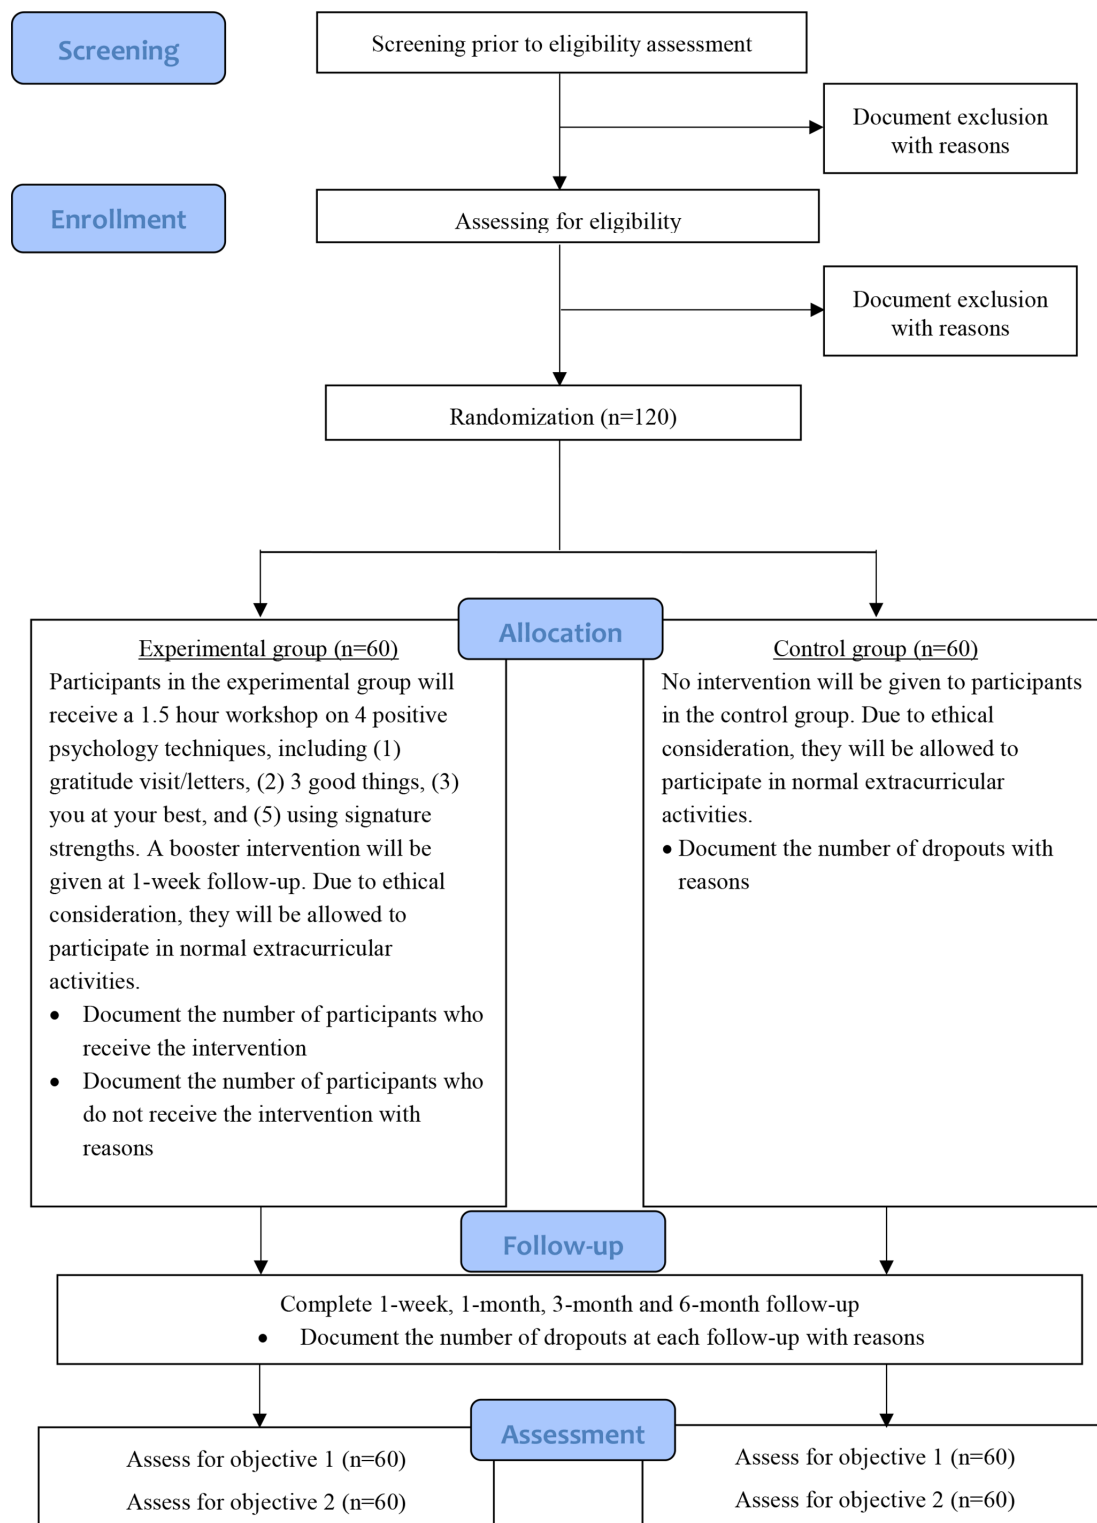 Screening
Screening prior to eligibility assessment
Document exclusion
with reasons
Enrollment
Assessing for eligibility
Document exclusion
with reasons
Randomization (n=120)
Allocation
Experimental group (n=60)
Participants in the experimental group will
receive a 1.5 hour workshop on 4 positive
psychology techniques, including (1)
gratitude visit/letters, (2) 3 good things, (3)
you at your best, and (5) using signature
strengths. A booster intervention will be
given at 1-week follow-up. Due to ethical
consideration, they will be allowed to
participate in normal extracurricular
activities.
• Document the number of participants who
receive the intervention
• Document the number of participants who
do not receive the intervention with
reasons
Control group (n=60)
No intervention will be given to participants
in the control group. Due to ethical
consideration, they will be allowed to
participate in normal extracurricular
activities.
• Document the number of dropouts with
reasons
Follow-up
Complete 1-week, 1-month, 3-month and 6-month follow-up
• Document the number of dropouts at each follow-up with reasons
Assessment
Assess for objective 1 (n=60)
Assess for objective 2 (n=60)
Assess for objective 1 (n=60)
Assess for objective 2 (n=60)